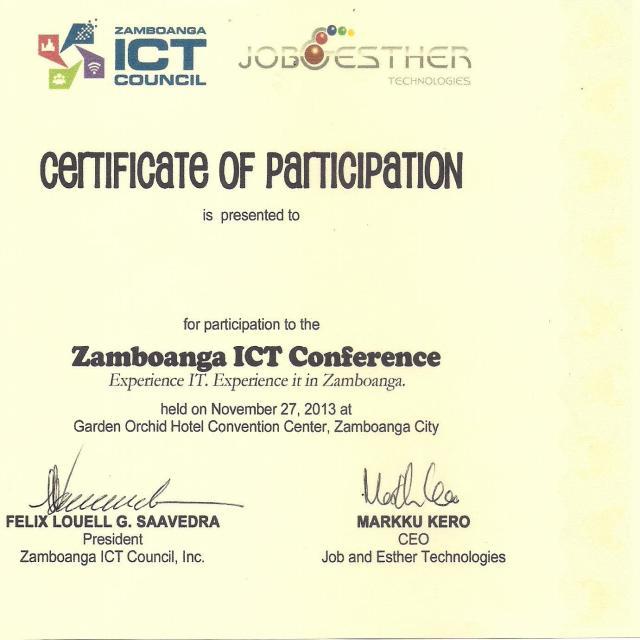 ZAMBOANGA
ICT
COUNCIL
JOB ESTHER
TECHNOLOGIES
CERTIFICATE OF PARTICIPATION
is presented to
for participation to the
Zamboanga ICT Conference
Experience IT. Experience it in Zamboanga.
held on November 27, 2013 at
Garden Orchid Hotel Convention Center, Zamboanga City
FELIX LOUELL G. SAAVEDRA
President
Zamboanga ICT Council, Inc.
MARKKU KERO
CEO
Job and Esther Technologies